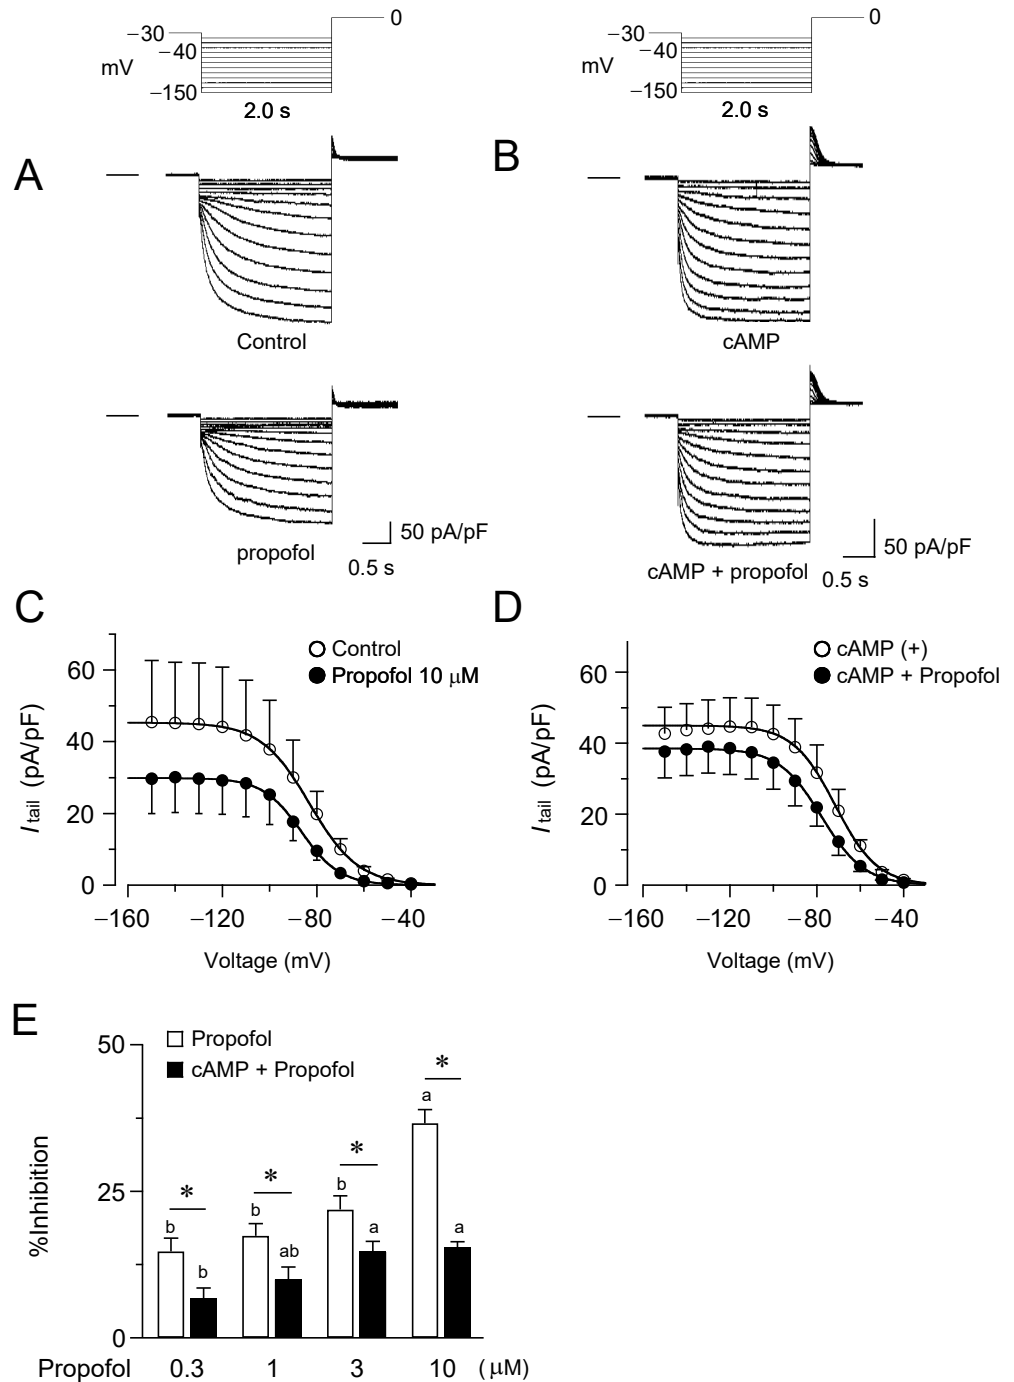 −30
0
−40
mV
−150
2.0 s
−30
0
−40
mV
−150
2.0 s
A
B
Control
cAMP
50 pA/pF
propofol
0.5 s
50 pA/pF
cAMP + propofol
0.5 s
C
D
Control
Propofol 10 μM
60
40
20
0
Itail (pA/pF)
−160 −120 −80 −40
Voltage (mV)
cAMP (+)
cAMP + Propofol
60
40
20
0
Itail (pA/pF)
−160 −120 −80 −40
Voltage (mV)
E
Propofol
cAMP + Propofol
50
25
0
%Inhibition
* * * *
b b b ab b a a a
Propofol 0.3 1 3 10 (μM)